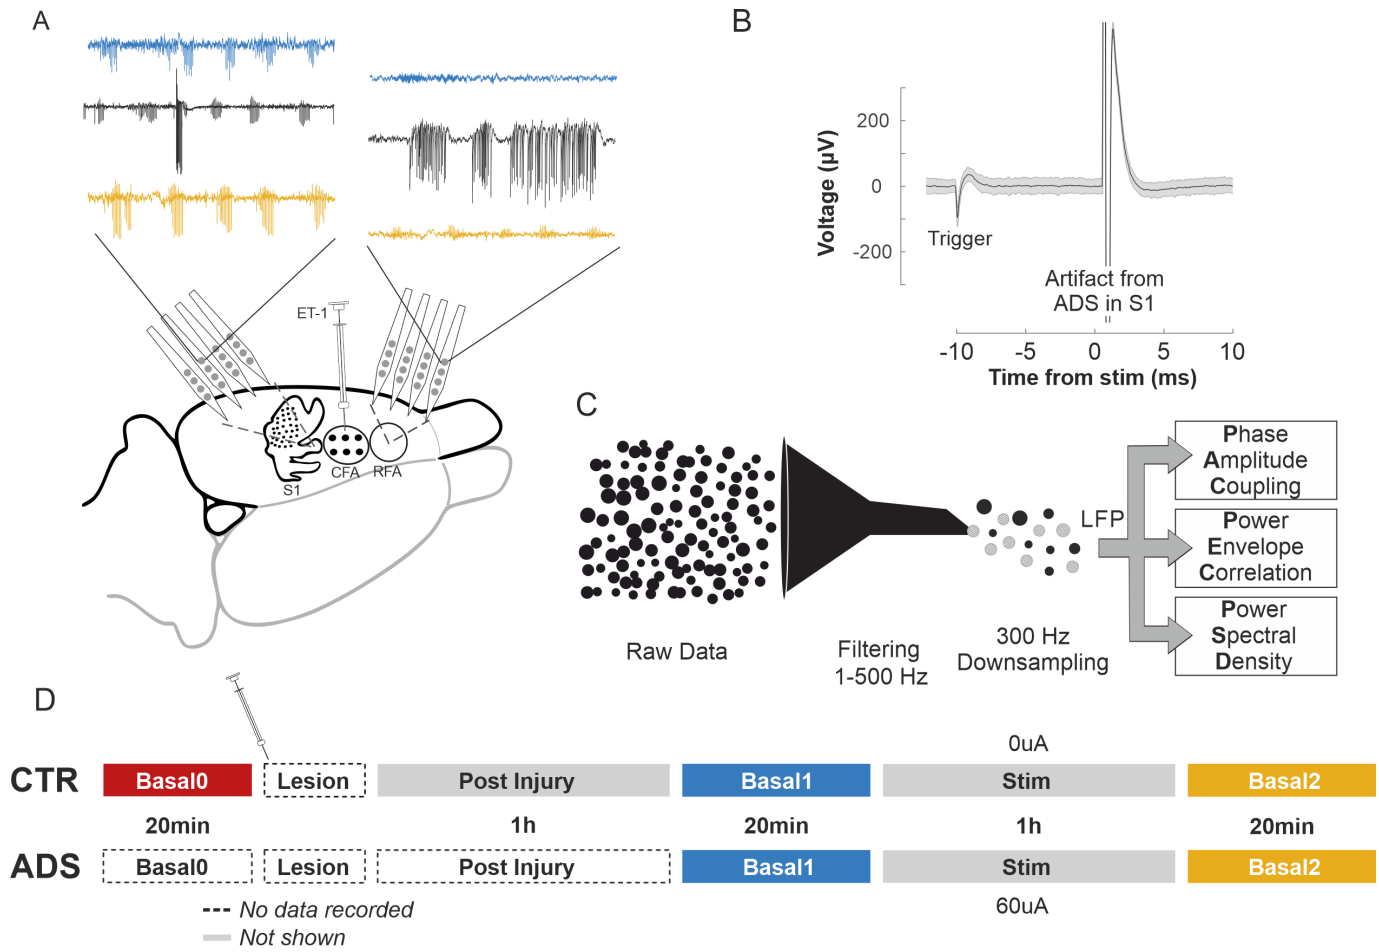 A
ET-1
S1
CFA
RFA
B
Voltage (µV)
200
0
-200
Trigger
Artifact from
ADS in S1
-10
-5
0
5
10
Time from stim (ms)
C
Raw Data
Filtering
1-500 Hz
300 Hz
Downsampling
LFP
Phase
Amplitude
Coupling
Power
Envelope
Correlation
Power
Spectral
Density
D
0uA
CTR
Basal0
Lesion
Post Injury
Basal1
Stim
Basal2
20min
1h
20min
1h
20min
ADS
Basal0
Lesion
Post Injury
Basal1
Stim
Basal2
60uA
No data recorded
Not shown